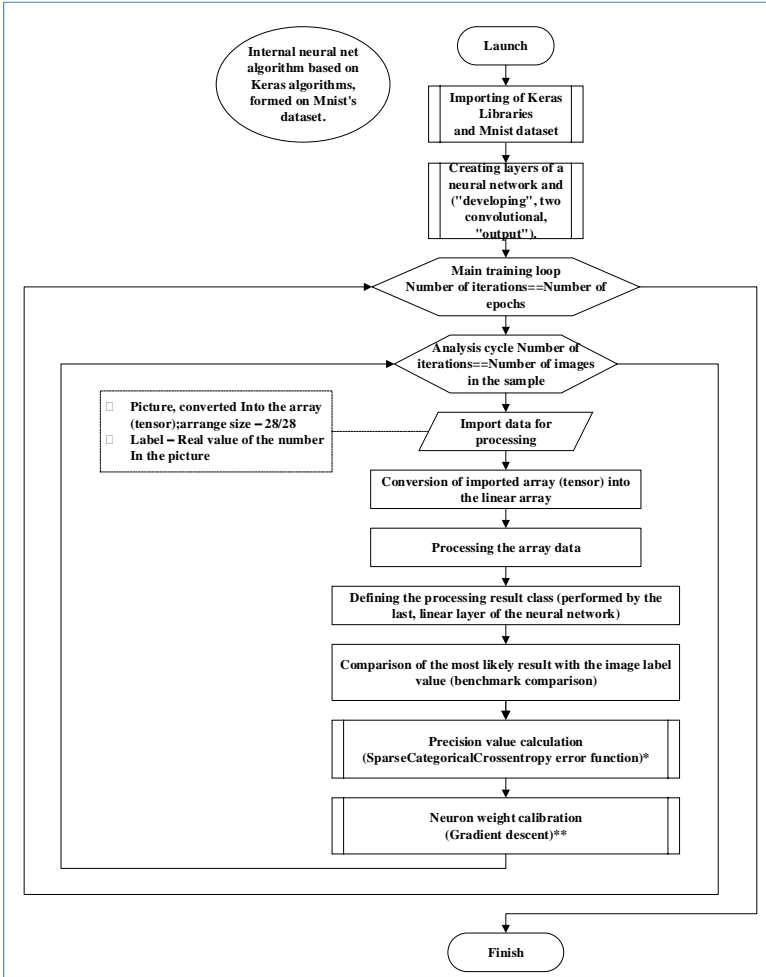 Internal neural net
algorithm based on
Keras algorithms,
formed on Mnist's
dataset.
Launch
Importing of Keras
Libraries
and Mnist dataset
Creating layers of a
neural network and
("developing", two
convolutional,
"output").
Main training loop
Number of iterations==Number of
epochs
Analysis cycle Number of
iterations==Number of images
in the sample
Picture, converted Into the array
(tensor);arrange size – 28/28
Label – Real value of the number
In the picture
Import data for
processing
Conversion of imported array (tensor) into
the linear array
Processing the array data
Defining the processing result class (performed by the
last, linear layer of the neural network)
Comparison of the most likely result with the image label
value (benchmark comparison)
Precision value calculation
(SparseCategoricalCrossentropy error function)*
Neuron weight calibration
(Gradient descent)**
Finish